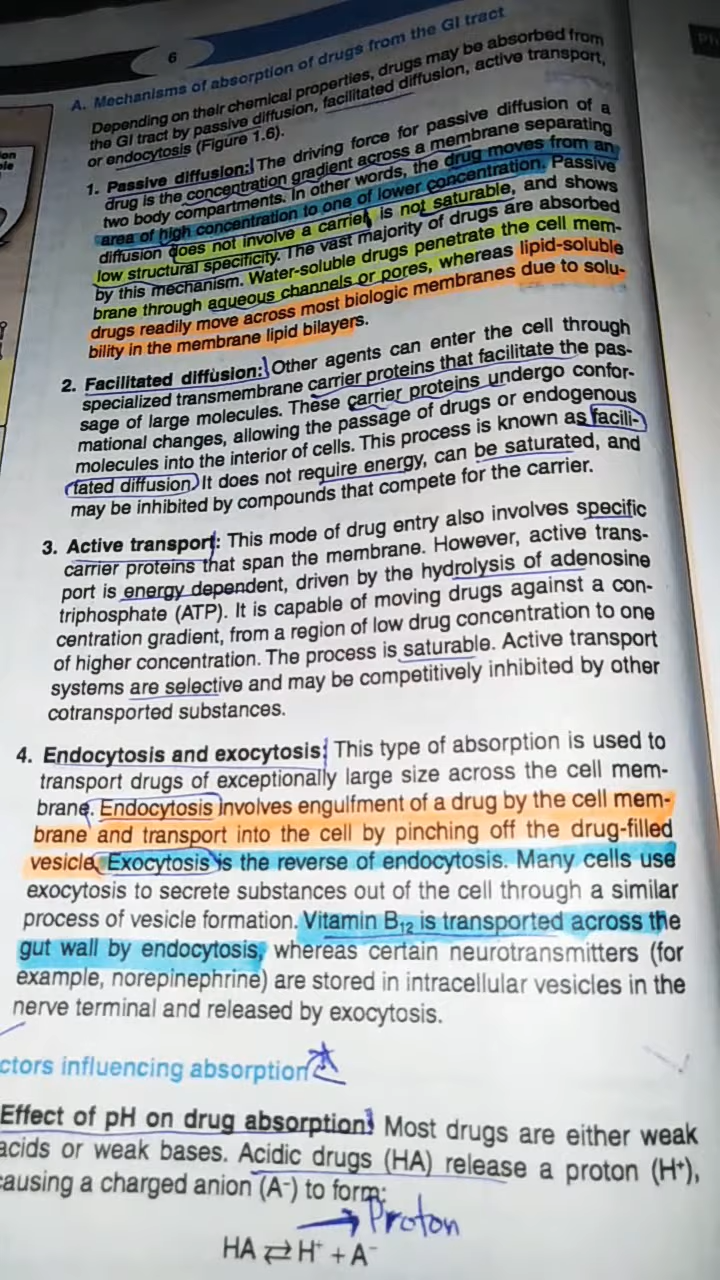 6
A. Mechanisms of absorption of drugs from the GI tract
Depending on their chemical properties, drugs may be absorbed from
the GI tract by passive diffusion, facilitated diffusion, active transport,
or endocytosis (Figure 1.6).
1. Passive diffusion: The driving force for passive diffusion of a
drug is the concentration gradient across a membrane separating
two body compartments. In other words, the drug moves from an
area of high concentration to one of lower concentration. Passive
diffusion does not involve a carrier, is not saturable, and shows
low structural specificity. The vast majority of drugs are absorbed
by this mechanism. Water-soluble drugs penetrate the cell mem-
brane through aqueous channels or pores, whereas lipid-soluble
drugs readily move across most biologic membranes due to solu-
bility in the membrane lipid bilayers.
2. Facilitated diffusion: Other agents can enter the cell through
specialized transmembrane carrier proteins that facilitate the pas-
sage of large molecules. These carrier proteins undergo confor-
mational changes, allowing the passage of drugs or endogenous
molecules into the interior of cells. This process is known as facili-
tated diffusion. It does not require energy, can be saturated, and
may be inhibited by compounds that compete for the carrier.
3. Active transport: This mode of drug entry also involves specific
carrier proteins that span the membrane. However, active trans-
port is energy dependent, driven by the hydrolysis of adenosine
triphosphate (ATP). It is capable of moving drugs against a con-
centration gradient, from a region of low drug concentration to one
of higher concentration. The process is saturable. Active transport
systems are selective and may be competitively inhibited by other
cotransported substances.
4. Endocytosis and exocytosis: This type of absorption is used to
transport drugs of exceptionally large size across the cell mem-
brane. Endocytosis involves engulfment of a drug by the cell mem-
brane and transport into the cell by pinching off the drug-filled
vesicle. Exocytosis is the reverse of endocytosis. Many cells use
exocytosis to secrete substances out of the cell through a similar
process of vesicle formation. Vitamin B12 is transported across the
gut wall by endocytosis, whereas certain neurotransmitters (for
example, norepinephrine) are stored in intracellular vesicles in the
nerve terminal and released by exocytosis.
ctors influencing absorption
Effect of pH on drug absorption: Most drugs are either weak
acids or weak bases. Acidic drugs (HA) release a proton (H+),
causing a charged anion (A-) to form:
Proton
HA ⇄ H+ + A-